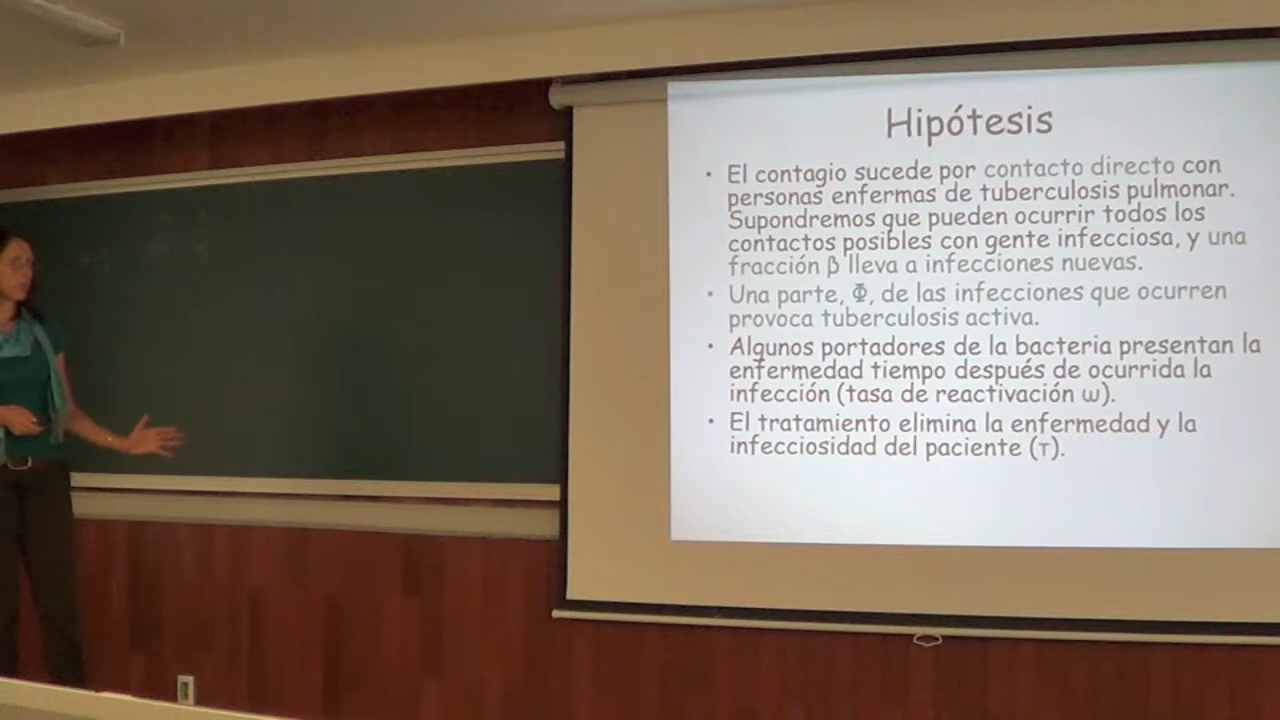 Hipótesis
• El contagio sucede por contacto directo con
personas enfermas de tuberculosis pulmonar.
Supondremos que pueden ocurrir todos los
contactos posibles con gente infecciosa, y una
fracción β lleva a infecciones nuevas.
• Una parte, Φ, de las infecciones que ocurren
provoca tuberculosis activa.
• Algunos portadores de la bacteria presentan la
enfermedad tiempo después de ocurrida la
infección (tasa de reactivación ω).
• El tratamiento elimina la enfermedad y la
infecciosidad del paciente (τ).